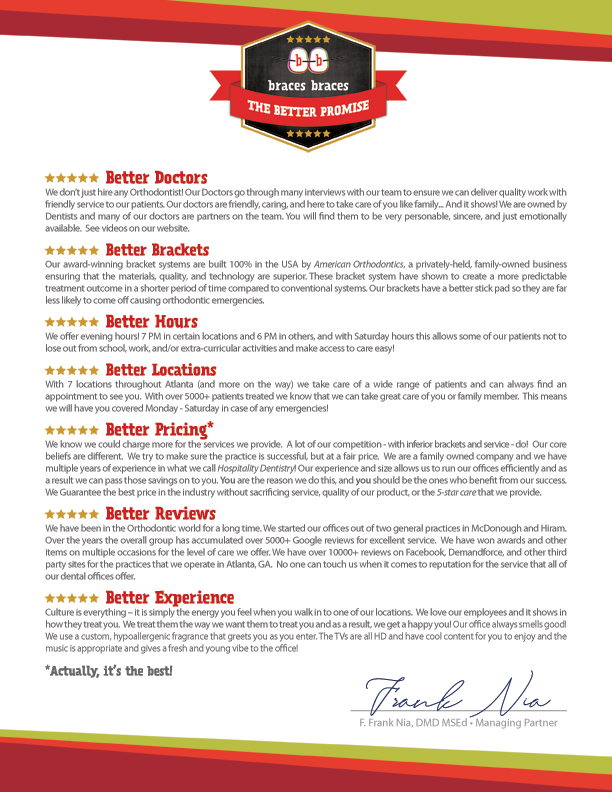 b b
braces braces
THE BETTER PROMISE
Better Doctors
We don't just hire any Orthodontist! Our Doctors go through many interviews with our team to ensure we can deliver quality work with
friendly service to our patients. Our doctors are friendly, caring, and here to take care of you like family... And it shows! We are owned by
Dentists and many of our doctors are partners on the team. You will find them to be very personable, sincere, and just emotionally
available. See videos on our website.
Better Brackets
Our award-winning bracket systems are built 100% in the USA by American Orthodontics, a privately-held, family-owned business
ensuring that the materials, quality, and technology are superior. These bracket system have shown to create a more predictable
treatment outcome in a shorter period of time compared to conventional systems. Our brackets have a better stick pad so they are far
less likely to come off causing orthodontic emergencies.
Better Hours
We offer evening hours! 7 PM in certain locations and 6 PM in others, and with Saturday hours this allows some of our patients not to
lose out from school, work, and/or extra-curricular activities and make access to care easy!
Better Locations
With 7 locations throughout Atlanta (and more on the way) we take care of a wide range of patients and can always find an
appointment to see you. With over 5000+ patients treated we know that we can take great care of you or family member. This means
we will have you covered Monday - Saturday in case of any emergencies!
Better Pricing*
We know we could charge more for the services we provide. A lot of our competition - with inferior brackets and service - do! Our core
beliefs are different. We try to make sure the practice is successful, but at a fair price. We are a family owned company and we have
multiple years of experience in what we call Hospitality Dentistry! Our experience and size allows us to run our offices efficiently and as
a result we can pass those savings on to you. You are the reason we do this, and you should be the ones who benefit from our success.
We Guarantee the best price in the industry without sacrificing service, quality of our product, or the 5-star care that we provide.
Better Reviews
We have been in the Orthodontic world for a long time. We started our offices out of two general practices in McDonough and Hiram.
Over the years the overall group has accumulated over 5000+ Google reviews for excellent service. We have won awards and other
items on multiple occasions for the level of care we offer. We have over 10000+ reviews on Facebook, Demandforce, and other third
party sites for the practices that we operate in Atlanta, GA. No one can touch us when it comes to reputation for the service that all of
our dental offices offer.
Better Experience
Culture is everything – it is simply the energy you feel when you walk in to one of our locations. We love our employees and it shows in
how they treat you. We treat them the way we want them to treat you and as a result, we get a happy you! Our office always smells good!
We use a custom, hypoallergenic fragrance that greets you as you enter. The TVs are all HD and have cool content for you to enjoy and the
music is appropriate and gives a fresh and young vibe to the office!
*Actually, it's the best!
Frank Nia
F. Frank Nia, DMD MSEd • Managing Partner